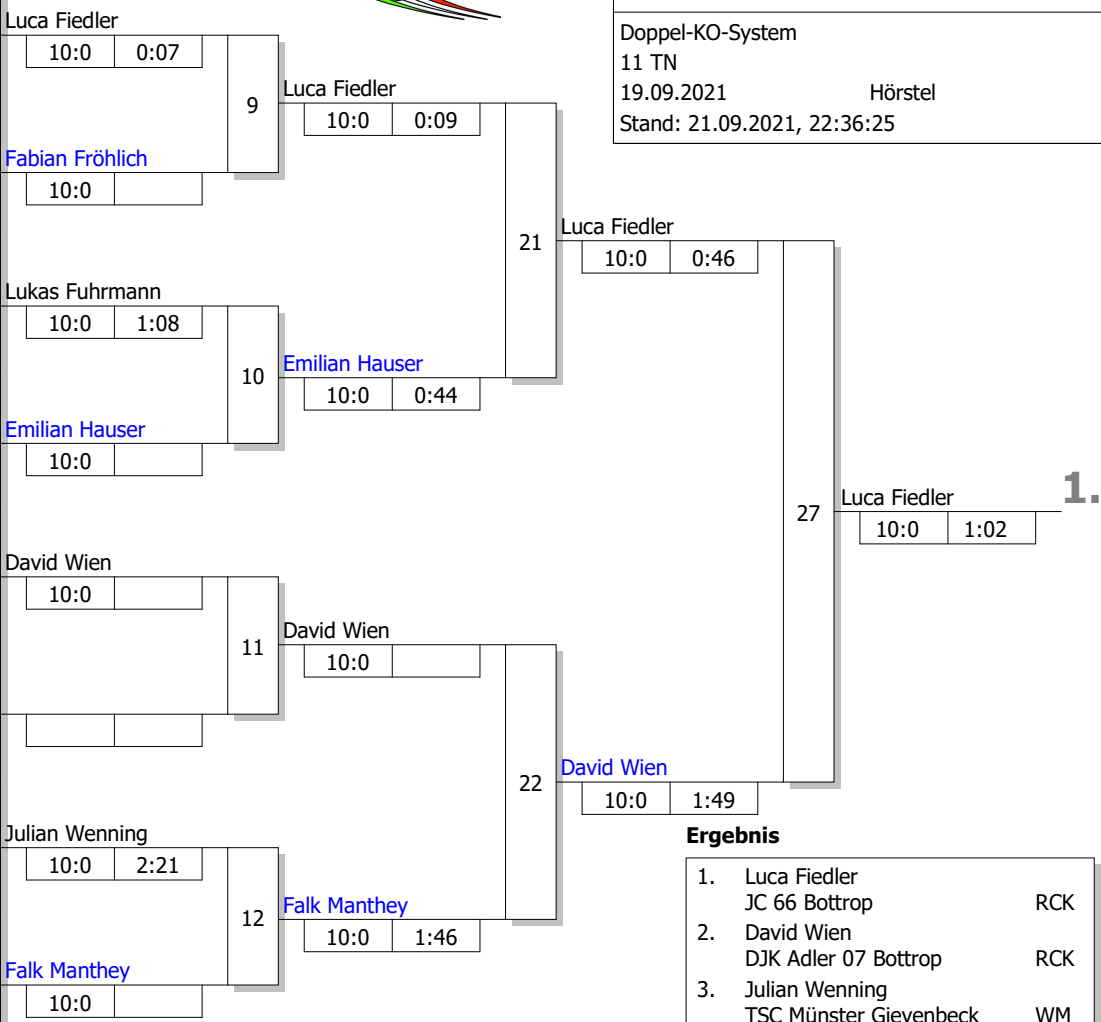 Luca Fiedler
10:0 0:07
9
Fabian Fröhlich
10:0
Luca Fiedler
10:0 0:09
Lukas Fuhrmann
10:0 1:08
10
Emilian Hauser
10:0
Emilian Hauser
10:0 0:44
21
Luca Fiedler
10:0 0:46
David Wien
10:0
11
David Wien
10:0
Julian Wenning
10:0 2:21
12
Falk Manthey
10:0
Falk Manthey
10:0 1:46
22
David Wien
10:0 1:49
27
Luca Fiedler
10:0 1:02
1.
Doppel-KO-System
11 TN
19.09.2021 Hörstel
Stand: 21.09.2021, 22:36:25
Ergebnis
1. Luca Fiedler
JC 66 Bottrop RCK
2. David Wien
DJK Adler 07 Bottrop RCK
3. Julian Wenning
TSC Münster Gievenbeck WM